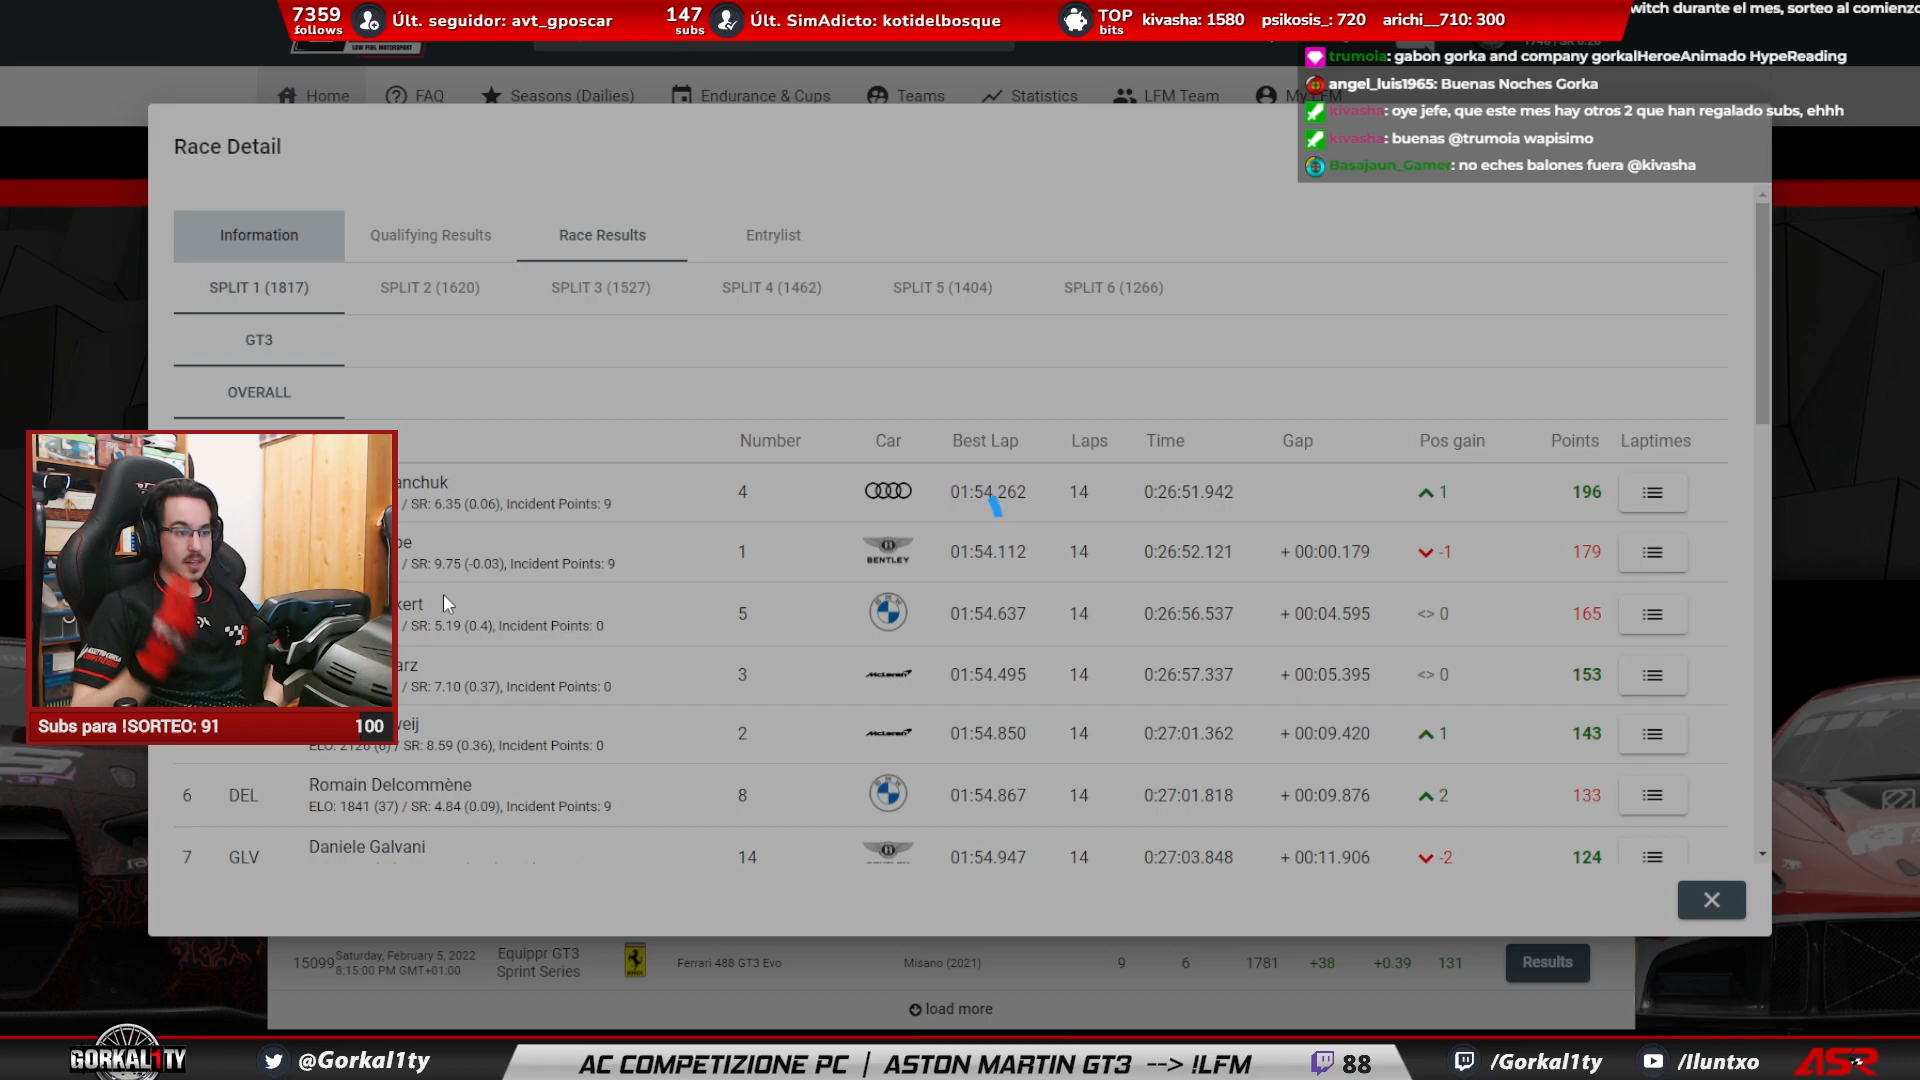 7359 follows
Últ. seguidor: avt_gposcar
147 subs
Últ. SimAdicto: kotidelbosque
TOP bits
kivasha: 1580 psikosis_: 720 arichi__710: 300
witch durante el mes, sorteo al comienzo
LOW FUEL MOTORSPORT
trumoia: gabon gorka and company gorkalHeroeAnimado HypeReading
angel_luis1965: Buenas Noches Gorka
kivasha: oye jefe, que este mes hay otros 2 que han regalado subs, ehhh
kivasha: buenas @trumoia wapisimo
Basajaun_Gamer: no eches balones fuera @kivasha
Home FAQ Seasons (Dailies) Endurance & Cups Teams Statistics LFM Team
Race Detail
Information Qualifying Results Race Results Entrylist
SPLIT 1 (1817) SPLIT 2 (1620) SPLIT 3 (1527) SPLIT 4 (1462) SPLIT 5 (1404) SPLIT 6 (1266)
GT3
OVERALL
Number Car Best Lap Laps Time Gap Pos gain Points Laptimes
anchuk
/ SR: 6.35 (0.06), Incident Points: 9
4 01:54.262 14 0:26:51.942 1 196
pe
/ SR: 9.75 (-0.03), Incident Points: 9
1 BENTLEY 01:54.112 14 0:26:52.121 + 00:00.179 -1 179
kert
/ SR: 5.19 (0.4), Incident Points: 0
5 01:54.637 14 0:26:56.537 + 00:04.595 <> 0 165
arz
/ SR: 7.10 (0.37), Incident Points: 0
3 McLaren 01:54.495 14 0:26:57.337 + 00:05.395 <> 0 153
weij
ELO: 2126 (6) / SR: 8.59 (0.36), Incident Points: 0
2 McLaren 01:54.850 14 0:27:01.362 + 00:09.420 1 143
6 DEL Romain Delcommène
ELO: 1841 (37) / SR: 4.84 (0.09), Incident Points: 9
8 01:54.867 14 0:27:01.818 + 00:09.876 2 133
7 GLV Daniele Galvani
14 01:54.947 14 0:27:03.848 + 00:11.906 -2 124
Subs para !SORTEO: 91 100
15099 Saturday, February 5, 2022 8:15:00 PM GMT+01:00 Equippr GT3 Sprint Series Ferrari 488 GT3 Evo Misano (2021) 9 6 1781 +38 +0.39 131 Results
load more
GORKAL1TY
@Gorkal1ty
AC COMPETIZIONE PC | ASTON MARTIN GT3 --> !LFM
88
/Gorkal1ty
/Iluntxo
ASR